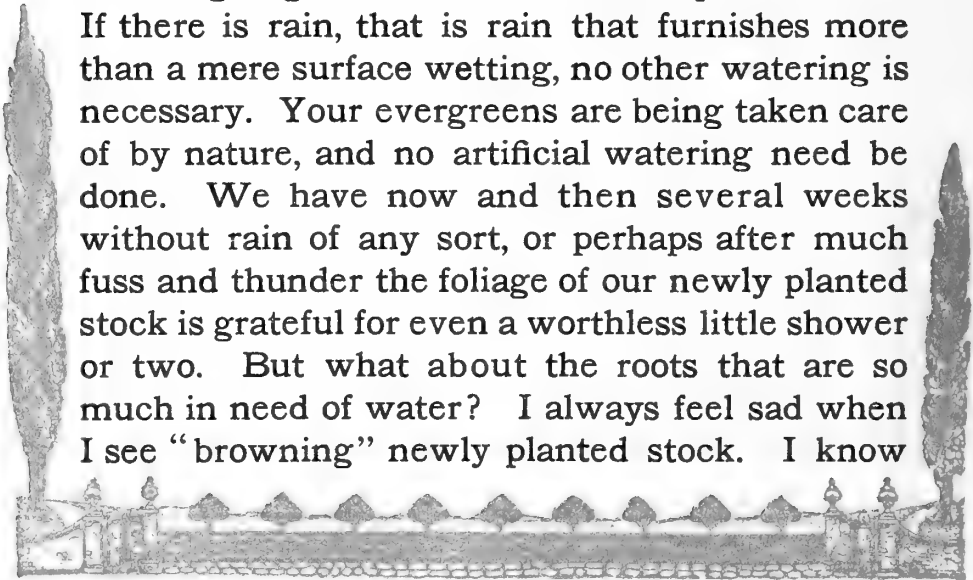 If there is rain, that is rain that furnishes more
than a mere surface wetting, no other watering is
necessary. Your evergreens are being taken care
of by nature, and no artificial watering need be
done. We have now and then several weeks
without rain of any sort, or perhaps after much
fuss and thunder the foliage of our newly planted
stock is grateful for even a worthless little shower
or two. But what about the roots that are so
much in need of water? I always feel sad when
I see “browning” newly planted stock. I know